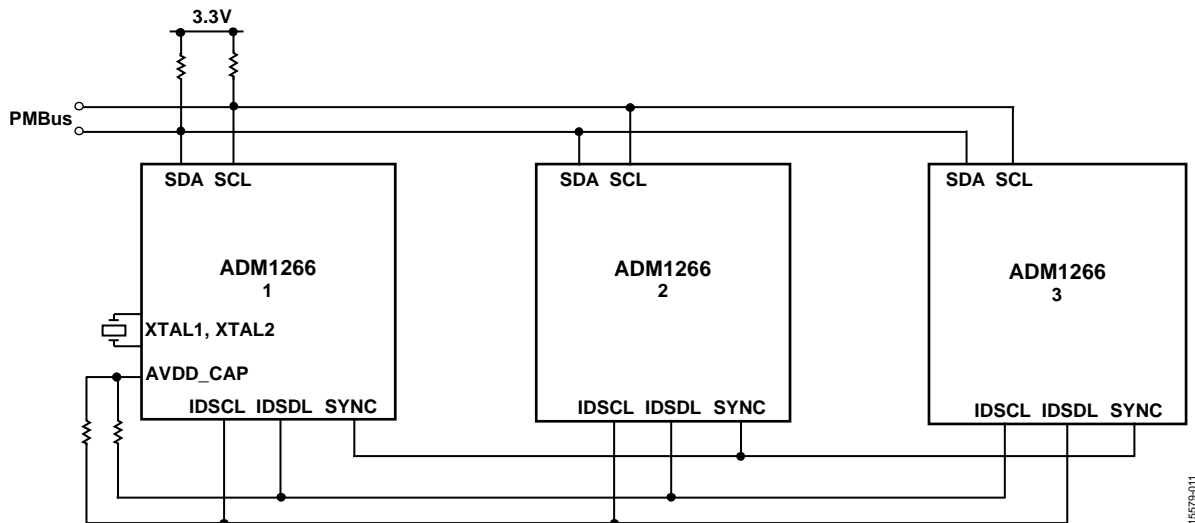 3.3V
PMBus
SDA SCL
SDA SCL
SDA SCL
ADM1266
1
ADM1266
2
ADM1266
3
XTAL1, XTAL2
AVDD_CAP
IDSCL IDSDL SYNC
IDSCL IDSDL SYNC
IDSCL IDSDL SYNC
15579-011